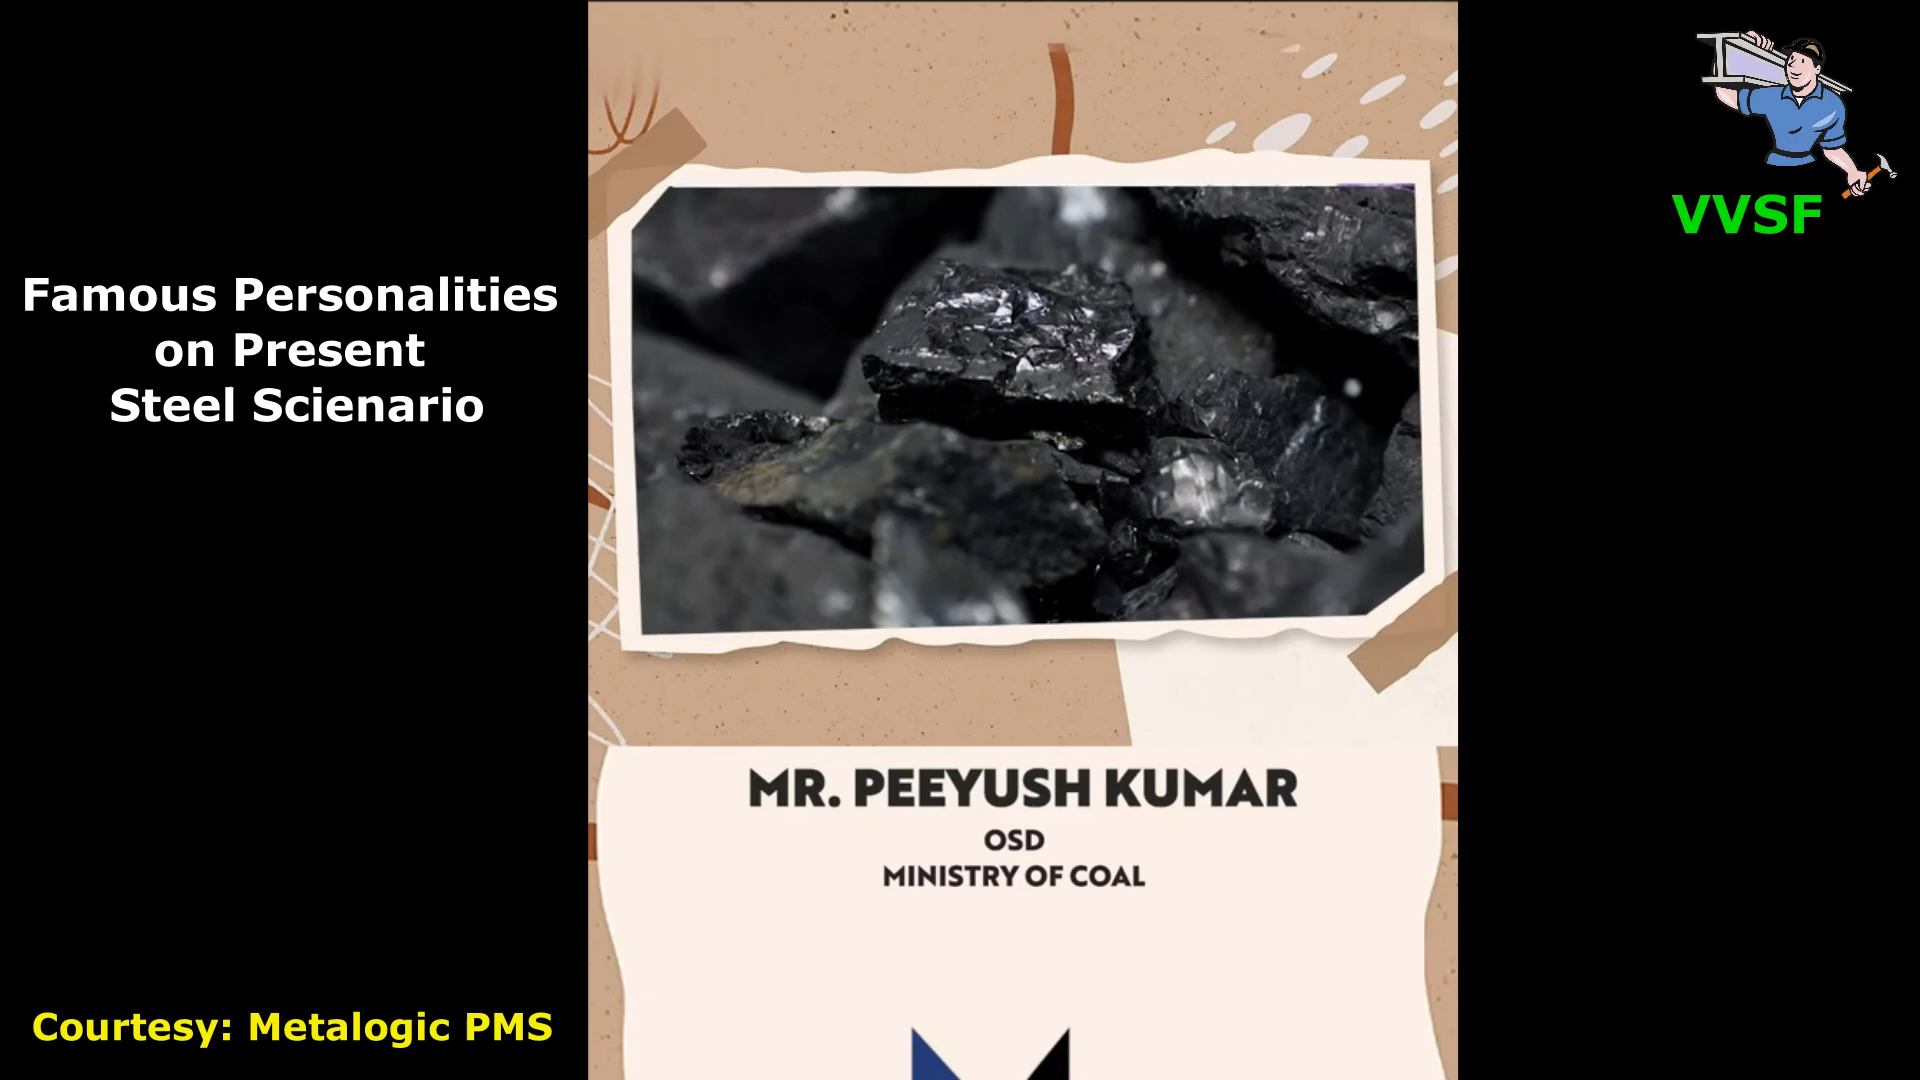 Famous Personalities
on Present
Steel Scienario
VVSF
MR. PEEYUSH KUMAR
OSD
MINISTRY OF COAL
Courtesy: Metalogic PMS